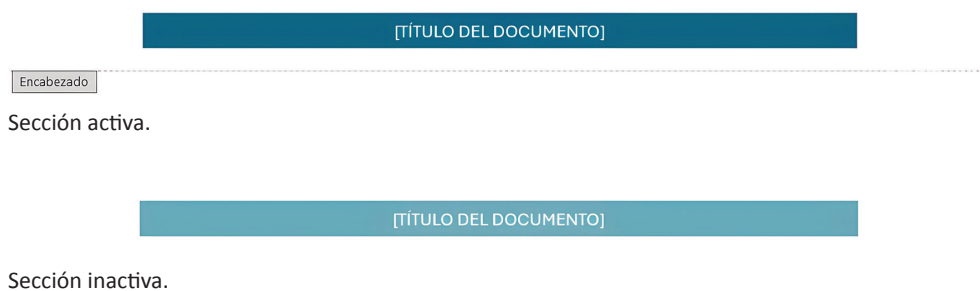 [TÍTULO DEL DOCUMENTO]
Encabezado
Sección activa.
[TÍTULO DEL DOCUMENTO]
Sección inactiva.